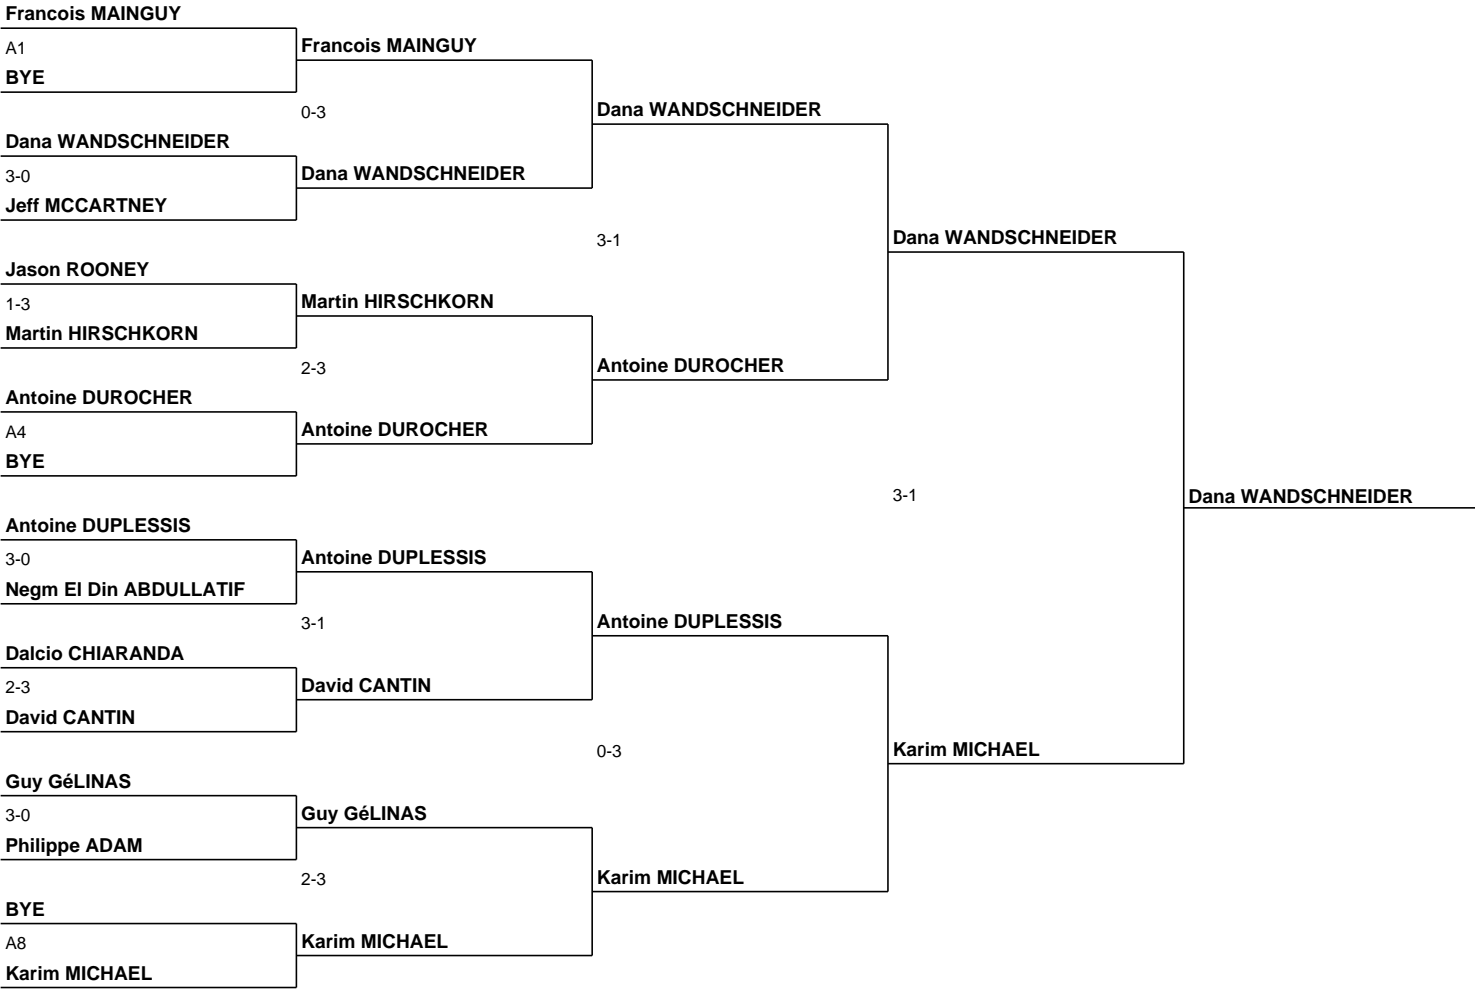 Francois MAINGUY
A1
BYE
Dana WANDSCHNEIDER
3-0
Jeff MCCARTNEY
Jason ROONEY
1-3
Martin HIRSCHKORN
Antoine DUROCHER
A4
BYE
Antoine DUPLESSIS
3-0
Negm El Din ABDULLATIF
Dalcio CHIARANDA
2-3
David CANTIN
Guy GéLINAS
3-0
Philippe ADAM
BYE
A8
Karim MICHAEL
Francois MAINGUY
0-3
Dana WANDSCHNEIDER
Martin HIRSCHKORN
2-3
Antoine DUROCHER
Antoine DUPLESSIS
3-1
David CANTIN
Guy GéLINAS
2-3
Karim MICHAEL
Dana WANDSCHNEIDER
3-1
Antoine DUROCHER
Antoine DUPLESSIS
0-3
Karim MICHAEL
Dana WANDSCHNEIDER
3-1
Karim MICHAEL
Dana WANDSCHNEIDER